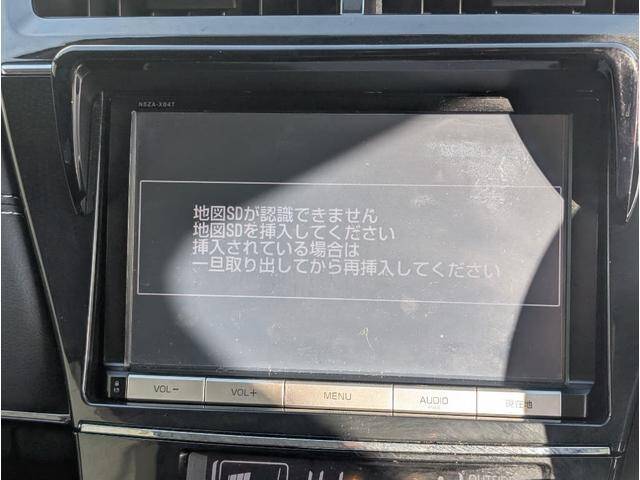 NSZA-X64T
地図SDが認識できません
地図SDを挿入してください
挿入されている場合は
一旦取り出してから再挿入してください
VOL−
VOL+
MENU
AUDIO
現在地